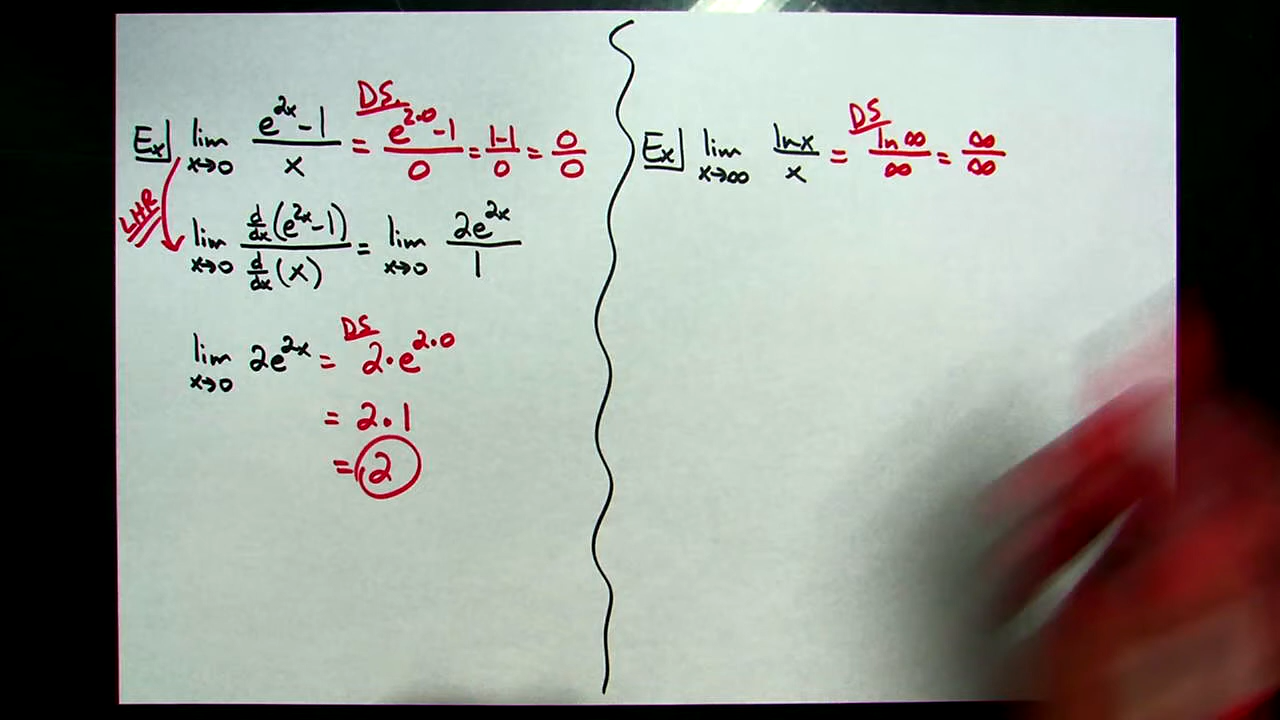 Ex| lim x→0 (e^{2x} - 1)/x = DS (e^{2·0} - 1)/0 = (1-1)/0 = 0/0
LHR lim x→0 (d/dx (e^{2x} - 1))/(d/dx (x)) = lim x→0 2e^{2x}/1
lim x→0 2e^{2x} = DS 2·e^{2·0}
= 2·1
= 2
Ex| lim x→∞ ln x/x = DS ln ∞/∞ = ∞/∞